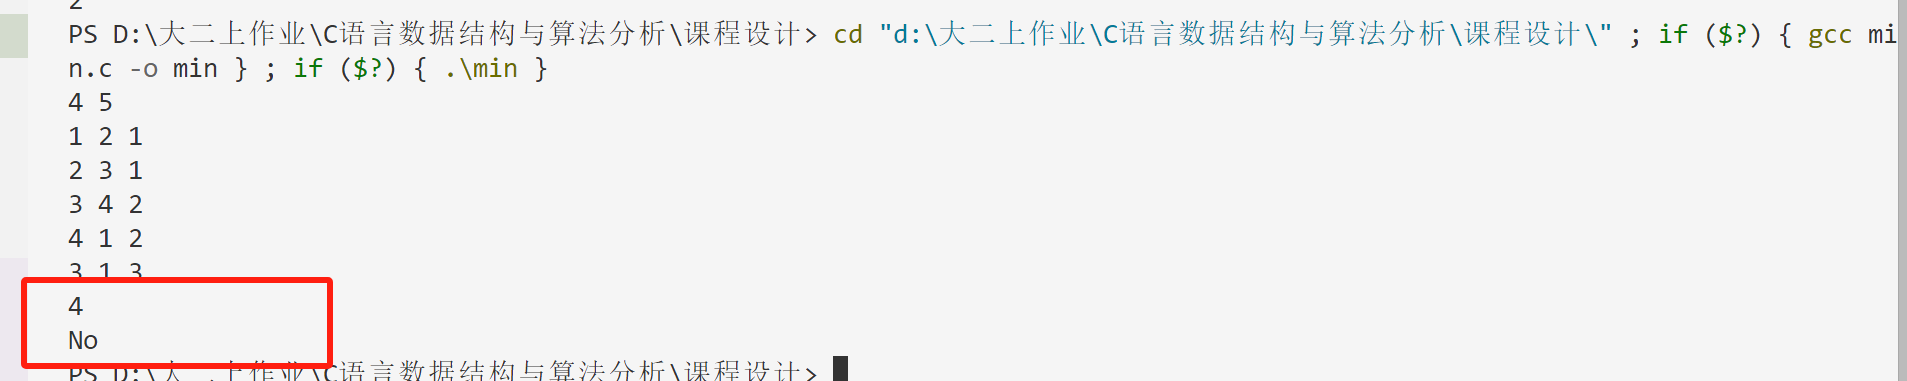 2
PS D:\大二上作业\C语言数据结构与算法分析\课程设计> cd "d:\大二上作业\C语言数据结构与算法分析\课程设计\" ; if ($?) { gcc mi
n.c -o min } ; if ($?) { .\min }
4 5
1 2 1
2 3 1
3 4 2
4 1 2
3 1 3
4
No
PS D:\大二上作业\C语言数据结构与算法分析\课程设计>